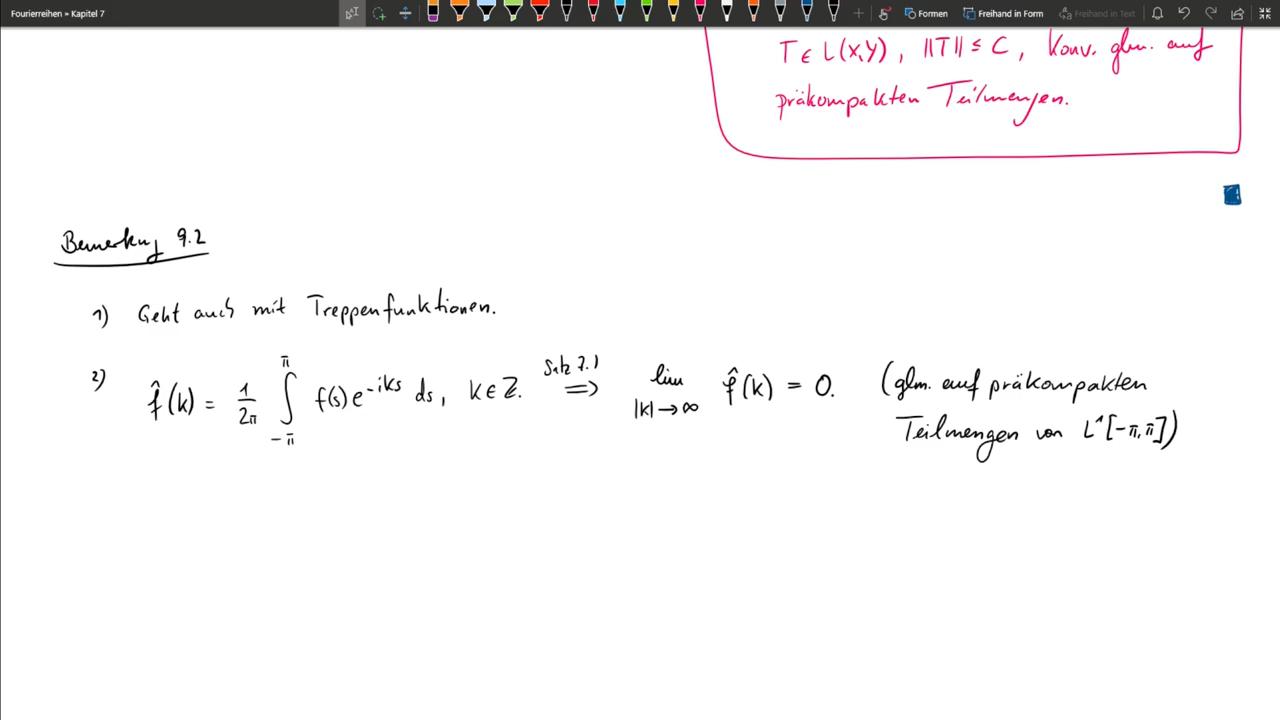 Fourierreihen » Kapitel 7
Formen
Freihand in Form
Freihand in Text
T ∈ L(X,Y), ||T|| ≤ C, Konv. glm. auf
präkompakten Teilmengen.
Bemerkung 9.2
1) Geht auch mit Treppenfunktionen.
2) f̂(k) = 1/2π ∫_{-π}^{π} f(s)e^{-iks} ds, k ∈ ℤ. Satz 7.1 ⟹ lim_{|k|→∞} f̂(k) = 0. (glm. auf präkompakten
Teilmengen von L¹[-π,π])